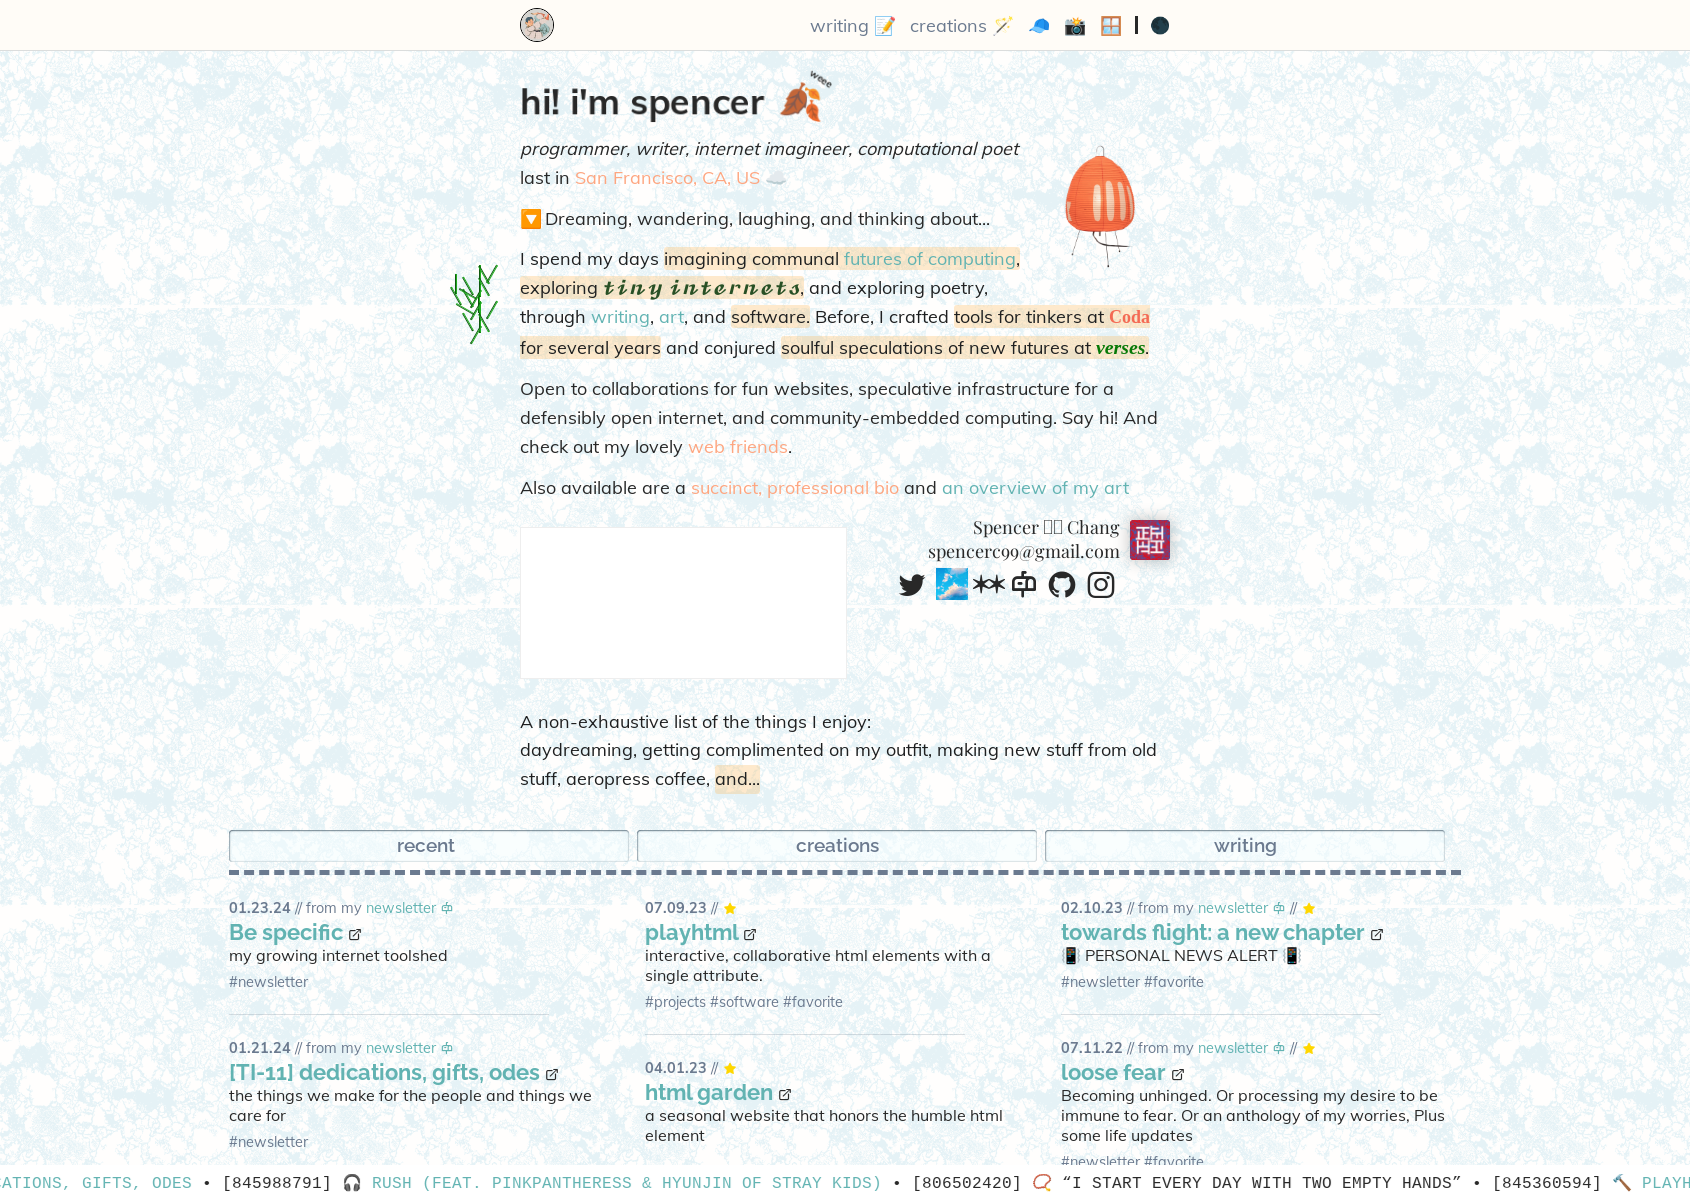 writing 📝 creations 🪄 🧢 📸 🪟 | 🌑
weee
hi! i'm spencer 🍂
programmer, writer, internet imagineer, computational poet
last in San Francisco, CA, US ☁️
🔽 Dreaming, wandering, laughing, and thinking about...
I spend my days imagining communal futures of computing,
exploring tiny internets, and exploring poetry,
through writing, art, and software. Before, I crafted tools for tinkers at Coda
for several years and conjured soulful speculations of new futures at verses.
Open to collaborations for fun websites, speculative infrastructure for a
defensibly open internet, and community-embedded computing. Say hi! And
check out my lovely web friends.
Also available are a succinct, professional bio and an overview of my art
Spencer Chang
spencerc99@gmail.com
A non-exhaustive list of the things I enjoy:
daydreaming, getting complimented on my outfit, making new stuff from old
stuff, aeropress coffee, and...
recent
creations
writing
01.23.24 // from my newsletter
Be specific
my growing internet toolshed
#newsletter
01.21.24 // from my newsletter
[TI-11] dedications, gifts, odes
the things we make for the people and things we
care for
#newsletter
07.09.23 // ⭐
playhtml
interactive, collaborative html elements with a
single attribute.
#projects #software #favorite
04.01.23 // ⭐
html garden
a seasonal website that honors the humble html
element
02.10.23 // from my newsletter // ⭐
towards flight: a new chapter
📳 PERSONAL NEWS ALERT 📳
#newsletter #favorite
07.11.22 // from my newsletter // ⭐
loose fear
Becoming unhinged. Or processing my desire to be
immune to fear. Or an anthology of my worries, Plus
some life updates
#newsletter #favorite
CATIONS, GIFTS, ODES • [845988791] 🎧 RUSH (FEAT. PINKPANTHERESS & HYUNJIN OF STRAY KIDS) • [806502420] 📿 “I START EVERY DAY WITH TWO EMPTY HANDS” • [845360594] 🔨 PLAYH